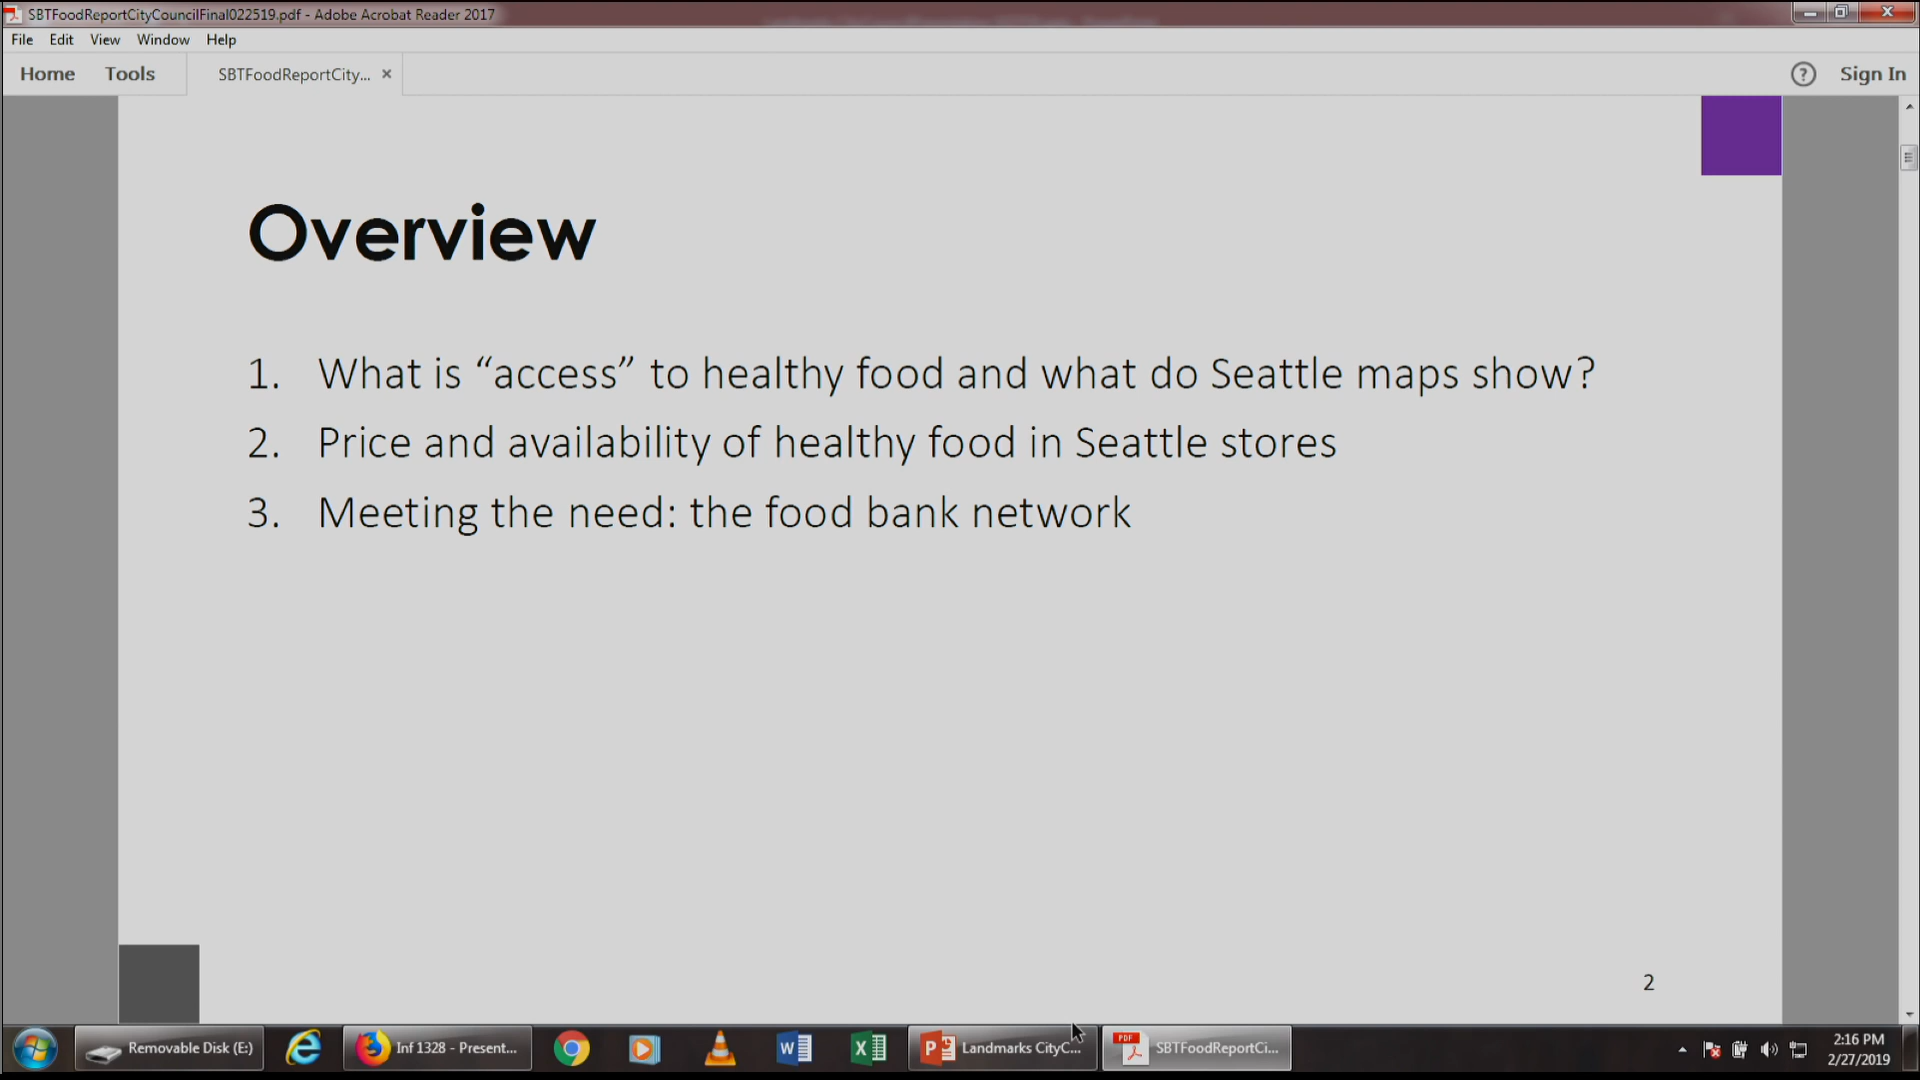 SBTFoodReportCityCouncilFinal022519.pdf - Adobe Acrobat Reader 2017
File Edit View Window Help
Home Tools SBTFoodReportCity... × ? Sign In
Overview
1. What is “access” to healthy food and what do Seattle maps show?
2. Price and availability of healthy food in Seattle stores
3. Meeting the need: the food bank network
2
Removable Disk (E:) Inf 1328 - Present... Landmarks CityC... SBTFoodReportCi... 2:16 PM
2/27/2019